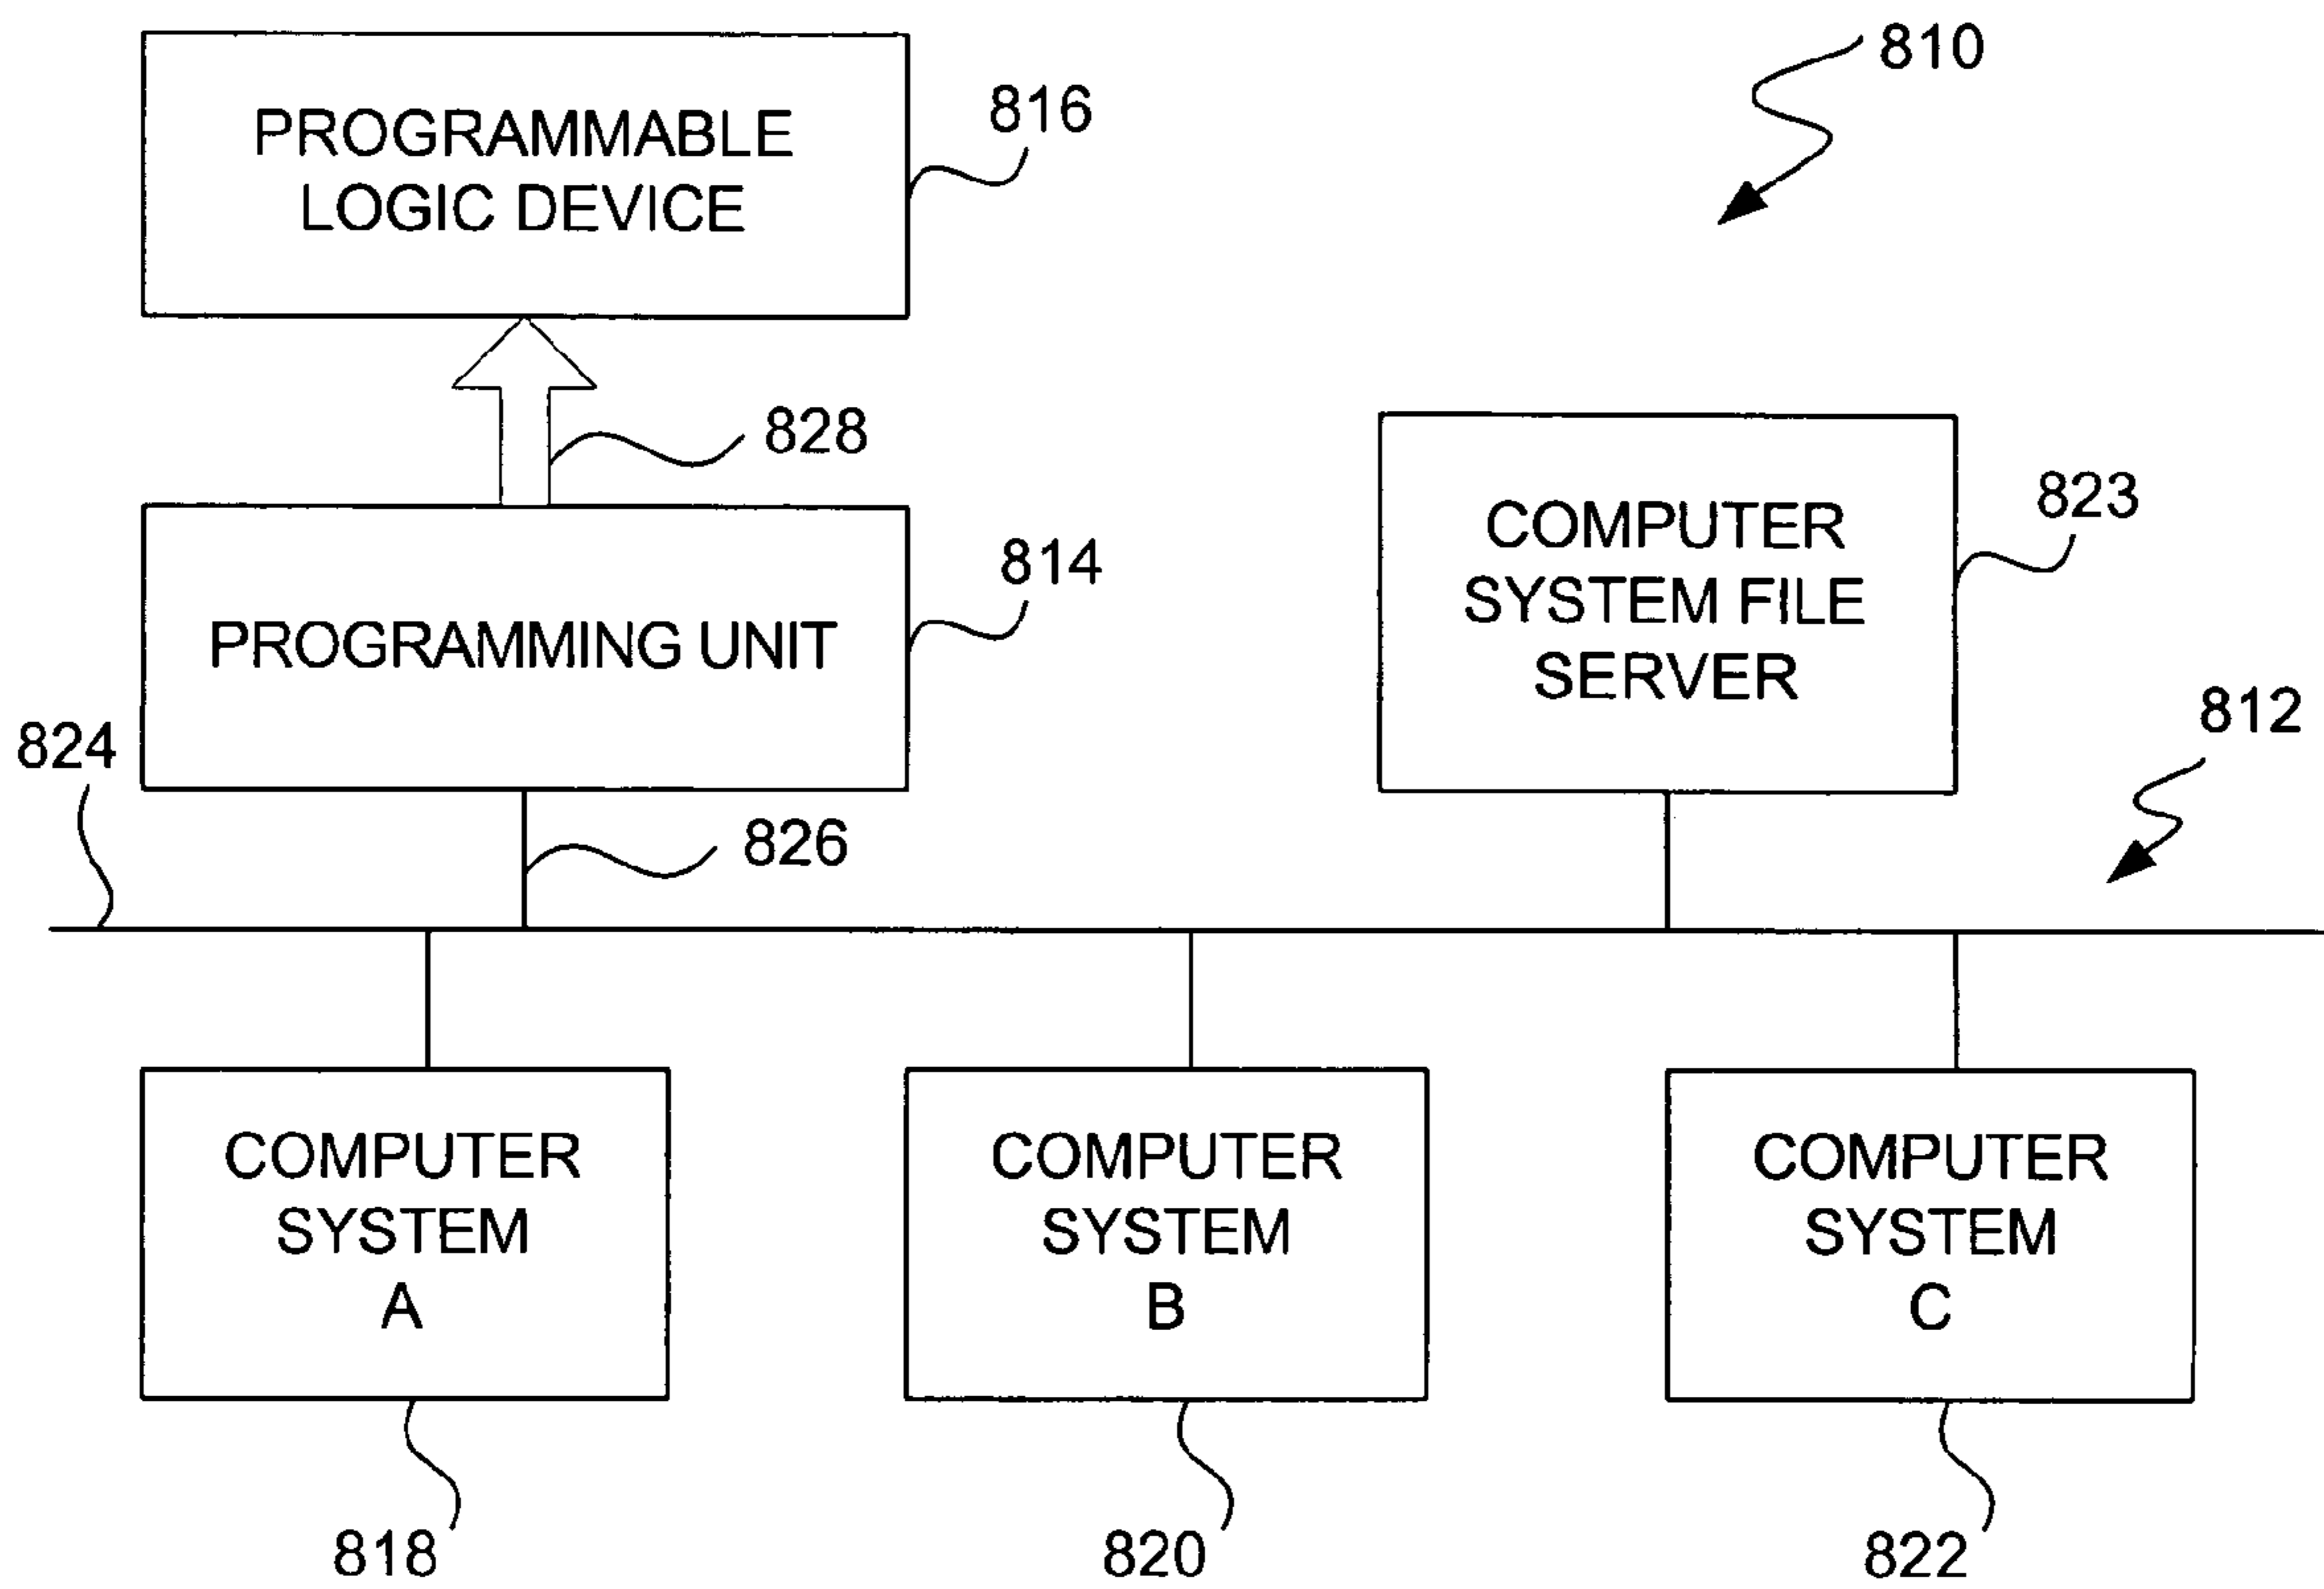 810
PROGRAMMABLE
LOGIC DEVICE
816
828
PROGRAMMING UNIT
814
COMPUTER
SYSTEM FILE
SERVER
823
812
824
826
COMPUTER
SYSTEM
A
COMPUTER
SYSTEM
B
COMPUTER
SYSTEM
C
818
820
822